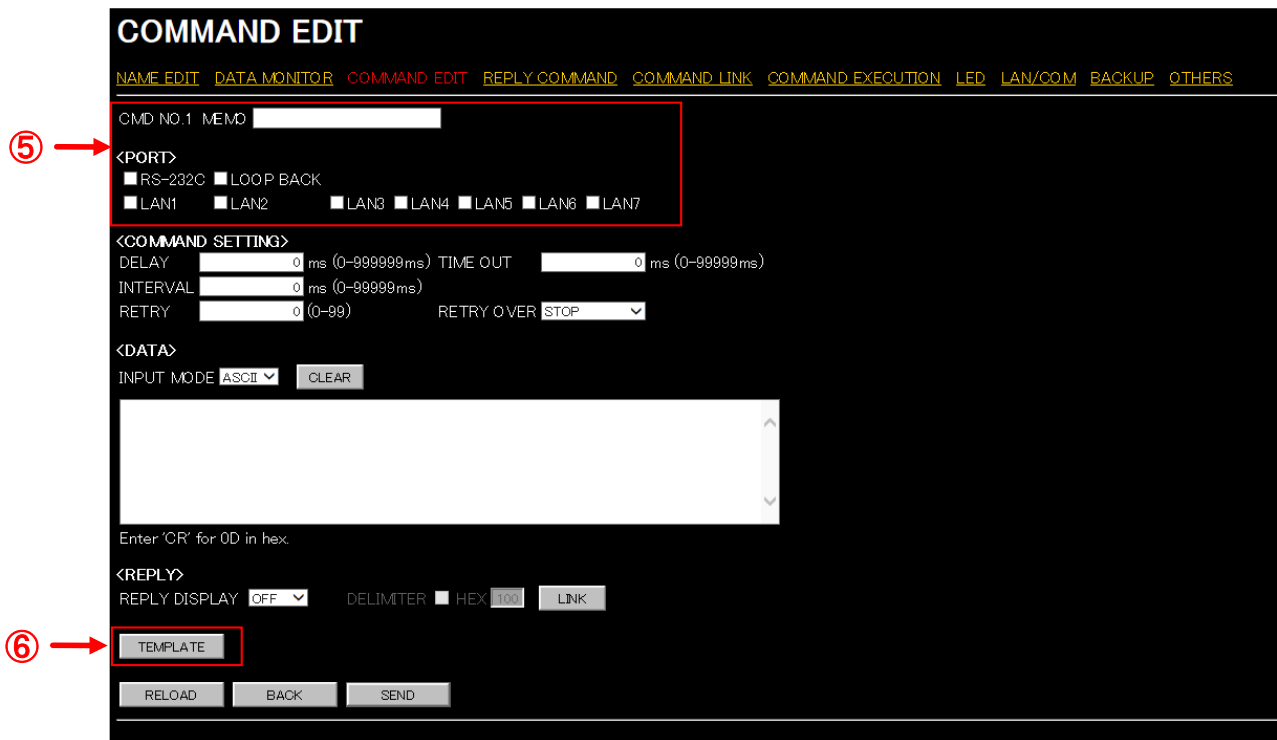 COMMAND EDIT
NAME EDIT DATA MONITOR COMMAND EDIT REPLY COMMAND COMMAND LINK COMMAND EXECUTION LED LAN/COM BACKUP OTHERS
⑤
CMD NO.1 MEMO
<PORT>
RS-232C LOOP BACK
LAN1 LAN2 LAN3 LAN4 LAN5 LAN6 LAN7
<COMMAND SETTING>
DELAY 0 ms (0-999999ms) TIME OUT 0 ms (0-99999ms)
INTERVAL 0 ms (0-99999ms)
RETRY 0 (0-99) RETRY OVER STOP
<DATA>
INPUT MODE ASCII CLEAR
Enter 'CR' for 0D in hex.
<REPLY>
REPLY DISPLAY OFF DELIMITER HEX 100 LINK
⑥
TEMPLATE
RELOAD BACK SEND